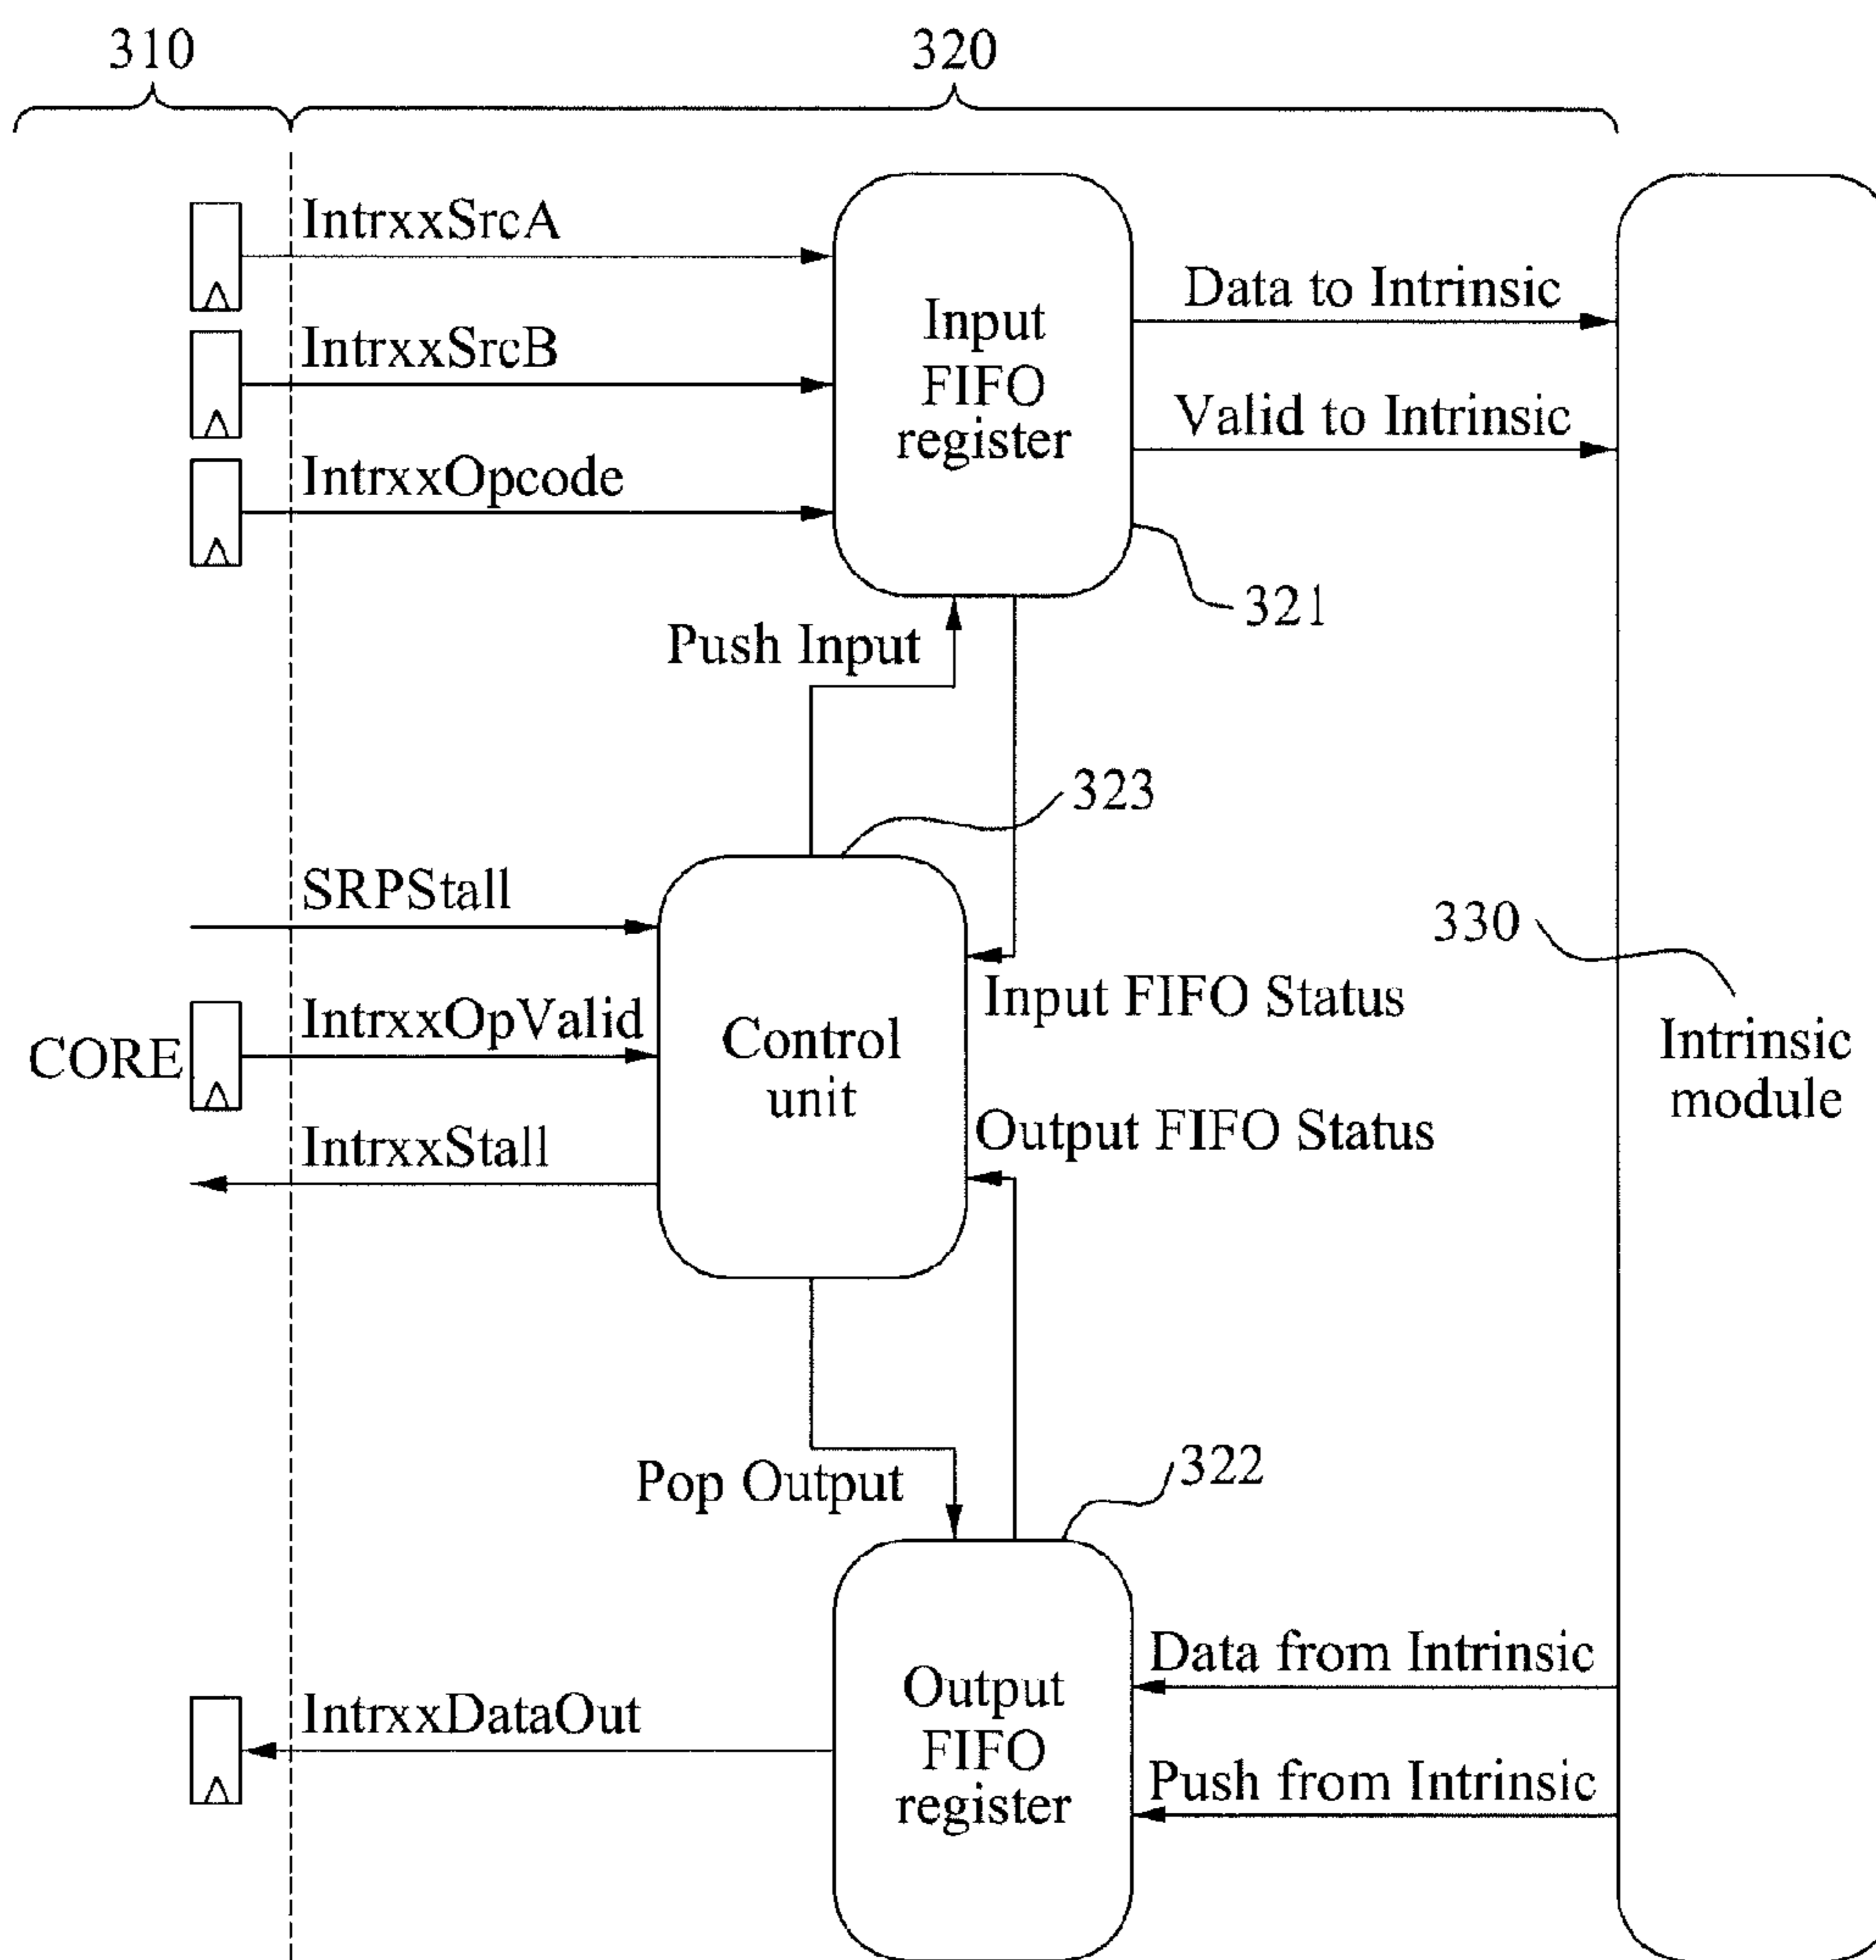 310
320
IntrxxSrcA
IntrxxSrcB
IntrxxOpcode
Input
FIFO
register
Data to Intrinsic
Valid to Intrinsic
321
Push Input
323
SRPStall
330
IntrxxOpValid
CORE
Control
unit
Input FIFO Status
Intrinsic
module
IntrxxStall
Output FIFO Status
Pop Output
322
IntrxxDataOut
Output
FIFO
register
Data from Intrinsic
Push from Intrinsic